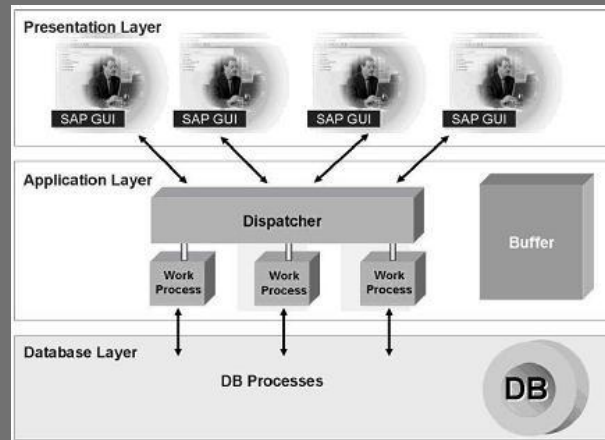 Presentation Layer
SAP GUI SAP GUI SAP GUI SAP GUI
Application Layer
Dispatcher
Buffer
Work Work Work
Process Process Process
Database Layer
DB Processes
DB